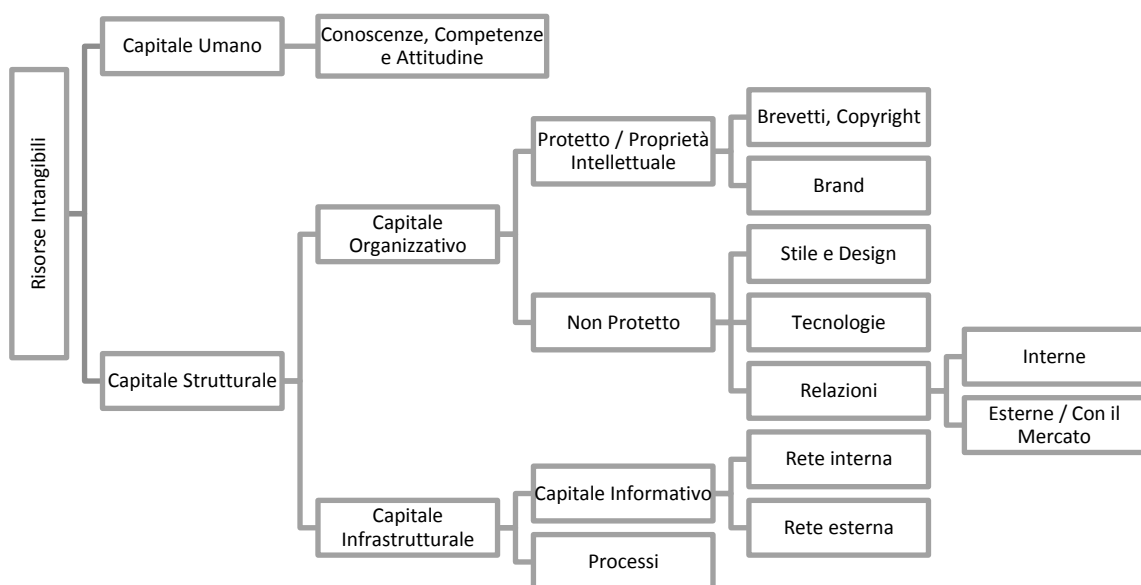 Risorse Intangibili
Capitale Umano
Conoscenze, Competenze
e Attitudine
Capitale Strutturale
Capitale
Organizzativo
Protetto / Proprietà
Intellettuale
Brevetti, Copyright
Brand
Non Protetto
Stile e Design
Tecnologie
Relazioni
Interne
Esterne / Con il
Mercato
Capitale
Infrastrutturale
Capitale Informativo
Rete interna
Rete esterna
Processi